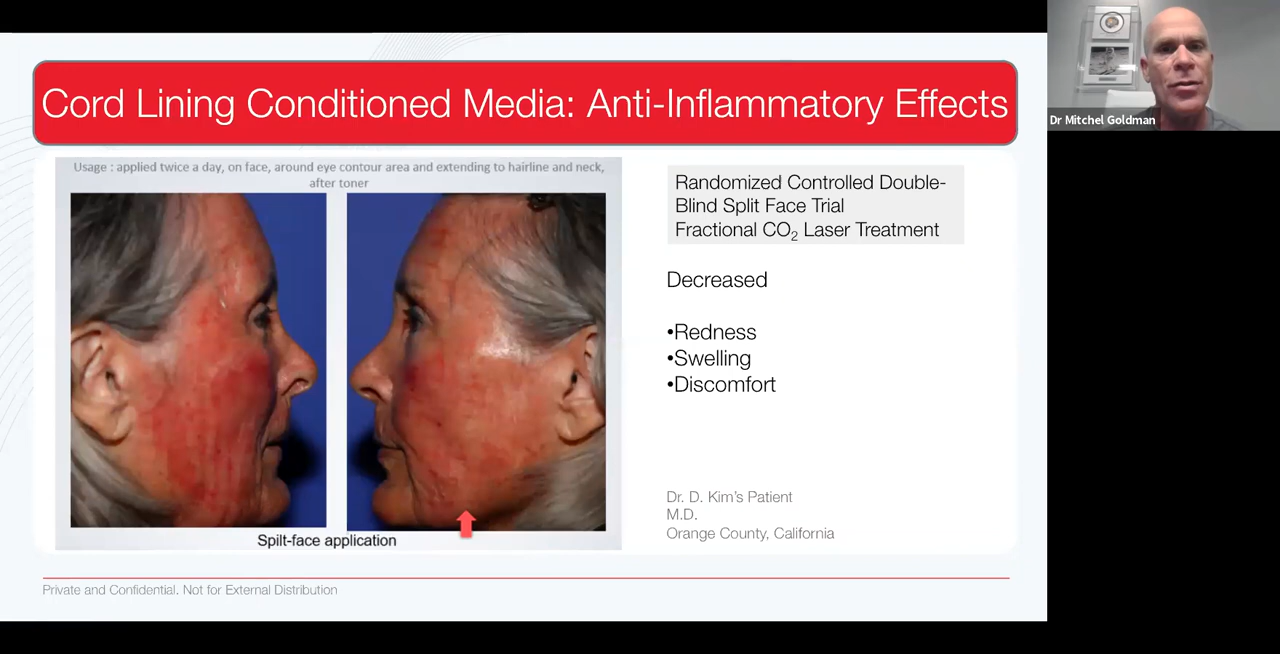 Cord Lining Conditioned Media: Anti-Inflammatory Effects
Dr Mitchel Goldman
Usage : applied twice a day, on face, around eye contour area and extending to hairline and neck,
after toner
Spilt-face application
Randomized Controlled Double-
Blind Split Face Trial
Fractional CO₂ Laser Treatment
Decreased
•Redness
•Swelling
•Discomfort
Dr. D. Kim's Patient
M.D.
Orange County, California
Private and Confidential. Not for External Distribution